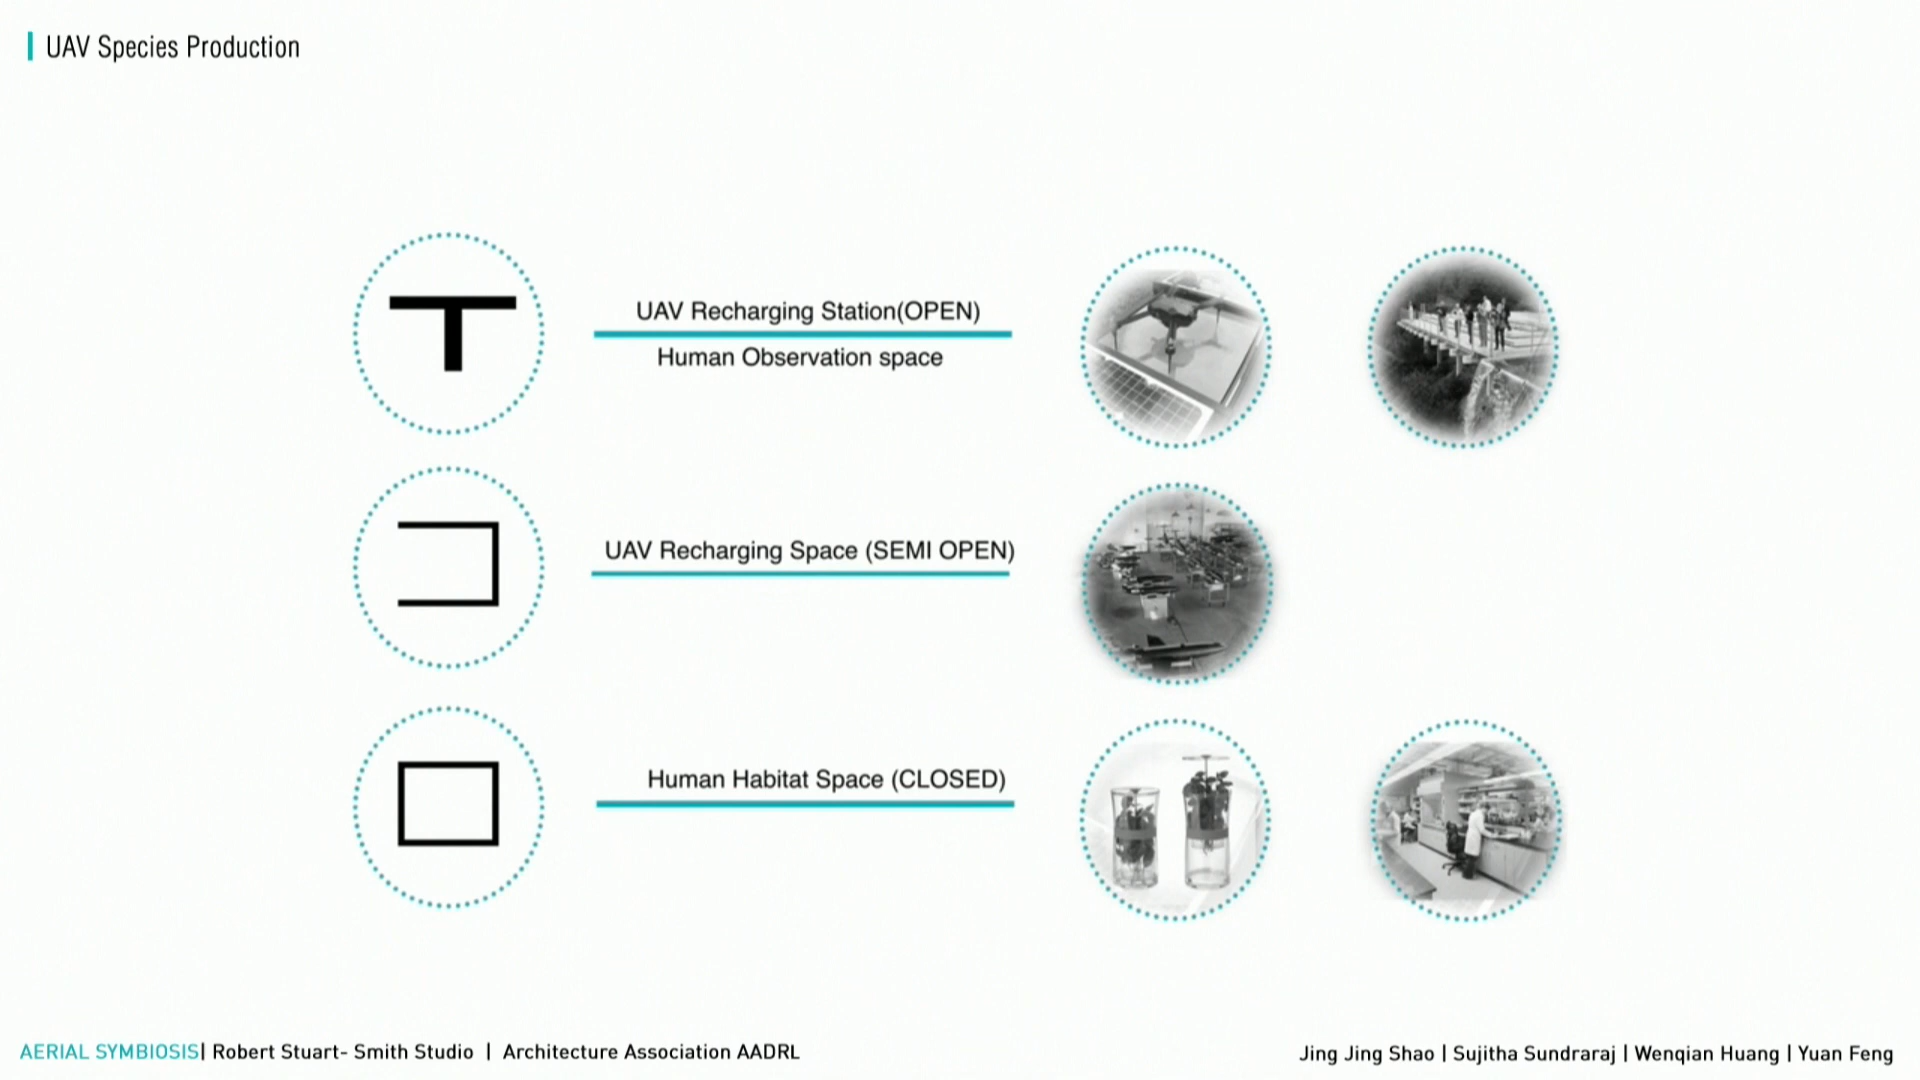 UAV Species Production
UAV Recharging Station(OPEN)
Human Observation space
UAV Recharging Space (SEMI OPEN)
Human Habitat Space (CLOSED)
AERIAL SYMBIOSIS| Robert Stuart- Smith Studio | Architecture Association AADRL
Jing Jing Shao | Sujitha Sundraraj | Wenqian Huang | Yuan Feng